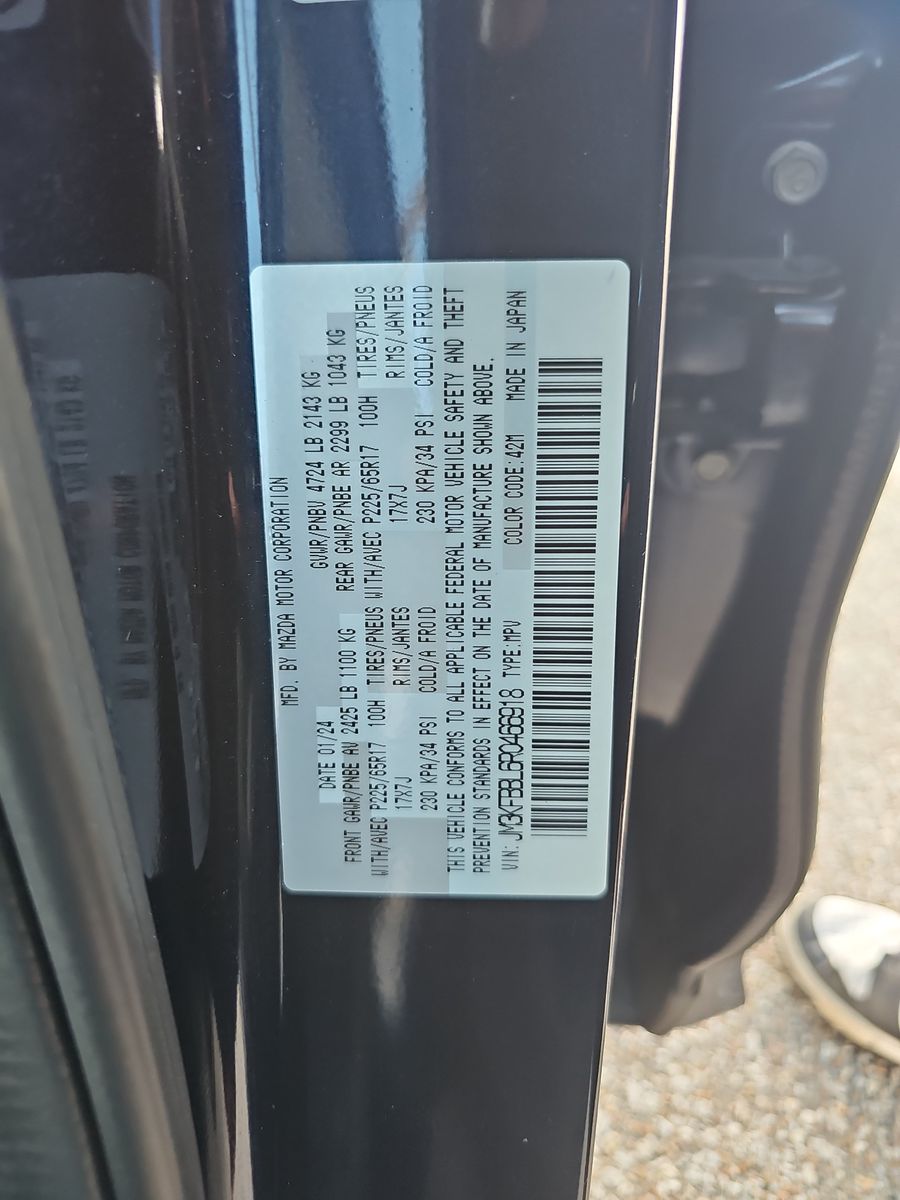 MFD. BY MAZDA MOTOR CORPORATION
DATE 01/24 GVWR/PNBV 4724 LB 2143 KG
FRONT GAWR/PNBE AV 2425 LB 1100 KG REAR GAWR/PNBE AR 2299 LB 1043 KG
WITH/AVEC P225/65R17 100H TIRES/PNEUS WITH/AVEC P225/65R17 100H TIRES/PNEUS
17X7J RIMS/JANTES 17X7J RIMS/JANTES
230 KPA/34 PSI COLD/A FROID 230 KPA/34 PSI COLD/A FROID
THIS VEHICLE CONFORMS TO ALL APPLICABLE FEDERAL MOTOR VEHICLE SAFETY AND THEFT
PREVENTION STANDARDS IN EFFECT ON THE DATE OF MANUFACTURE SHOWN ABOVE.
VIN: JM3KFBBL6R0466918 TYPE:MPV COLOR CODE:42M MADE IN JAPAN